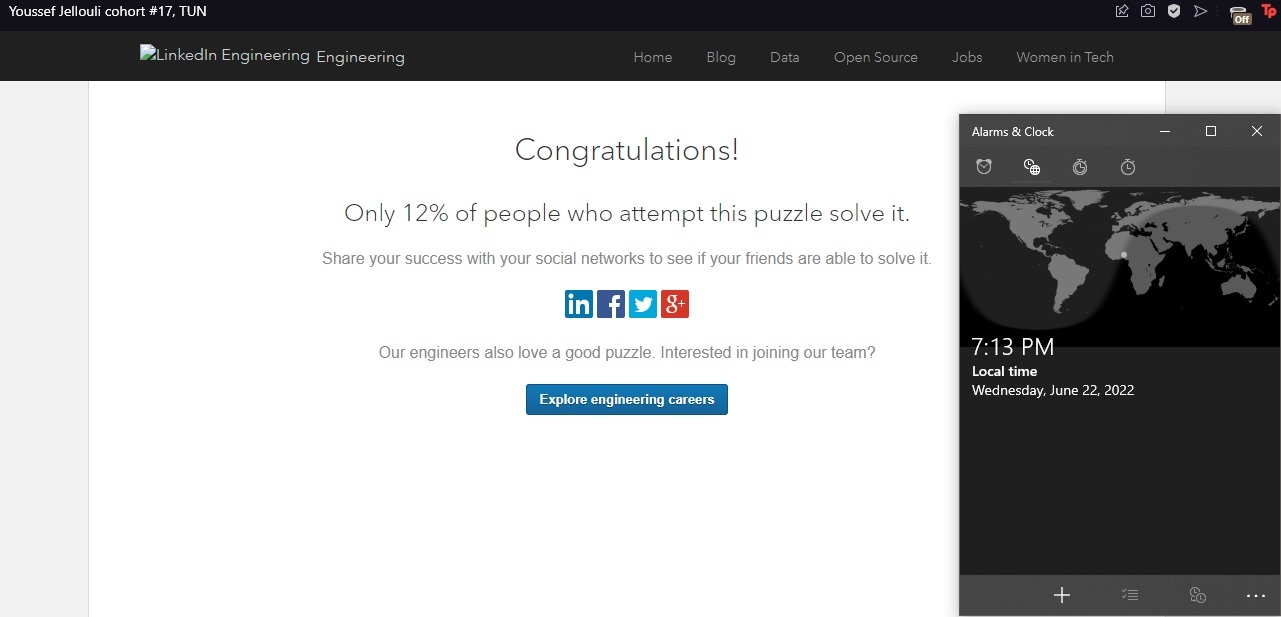 Youssef Jellouli cohort #17, TUN
Off
Tp
LinkedIn Engineering Engineering
Home Blog Data Open Source Jobs Women in Tech
Congratulations!
Only 12% of people who attempt this puzzle solve it.
Share your success with your social networks to see if your friends are able to solve it.
in f g+
Our engineers also love a good puzzle. Interested in joining our team?
Explore engineering careers
Alarms & Clock
7:13 PM
Local time
Wednesday, June 22, 2022